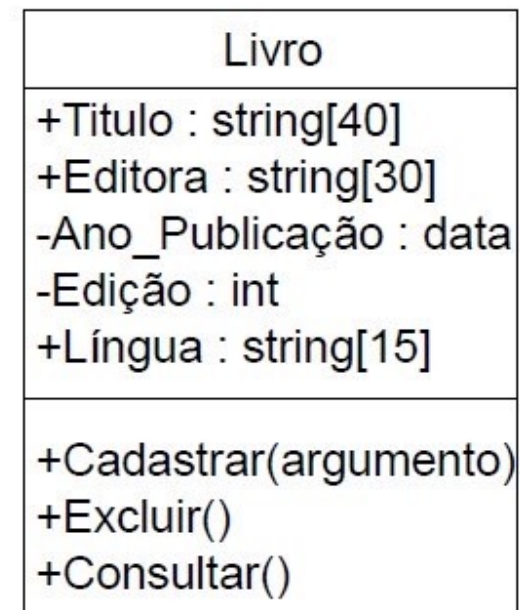 Livro
+Titulo : string[40]
+Editora : string[30]
-Ano_Publicação : data
-Edição : int
+Língua : string[15]
+Cadastrar(argumento)
+Excluir()
+Consultar()